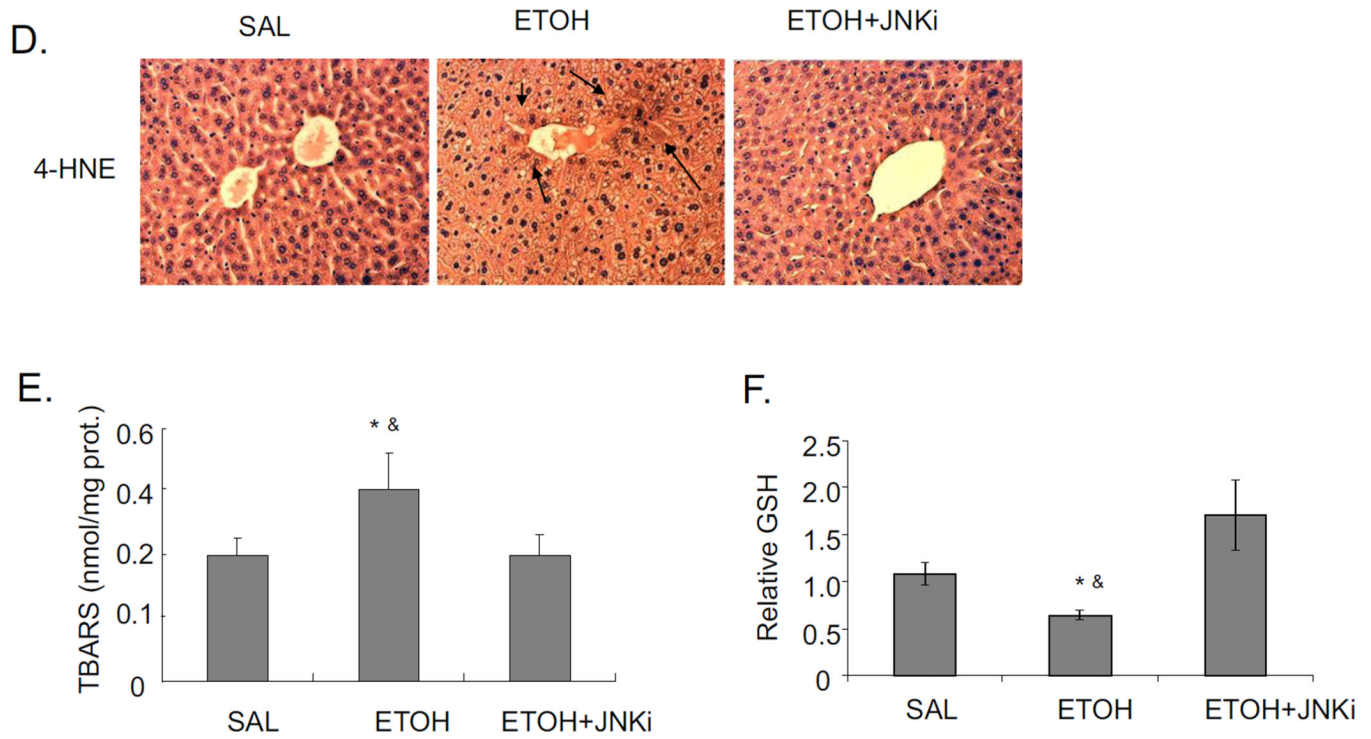 D.
SAL ETOH ETOH+JNKi
4-HNE
E.
TBARS (nmol/mg prot.)
0.6
0.4
0.2
0.1
0
* &
SAL ETOH ETOH+JNKi
F.
Relative GSH
2.5
2.0
1.5
1.0
0.5
0
* &
SAL ETOH ETOH+JNKi